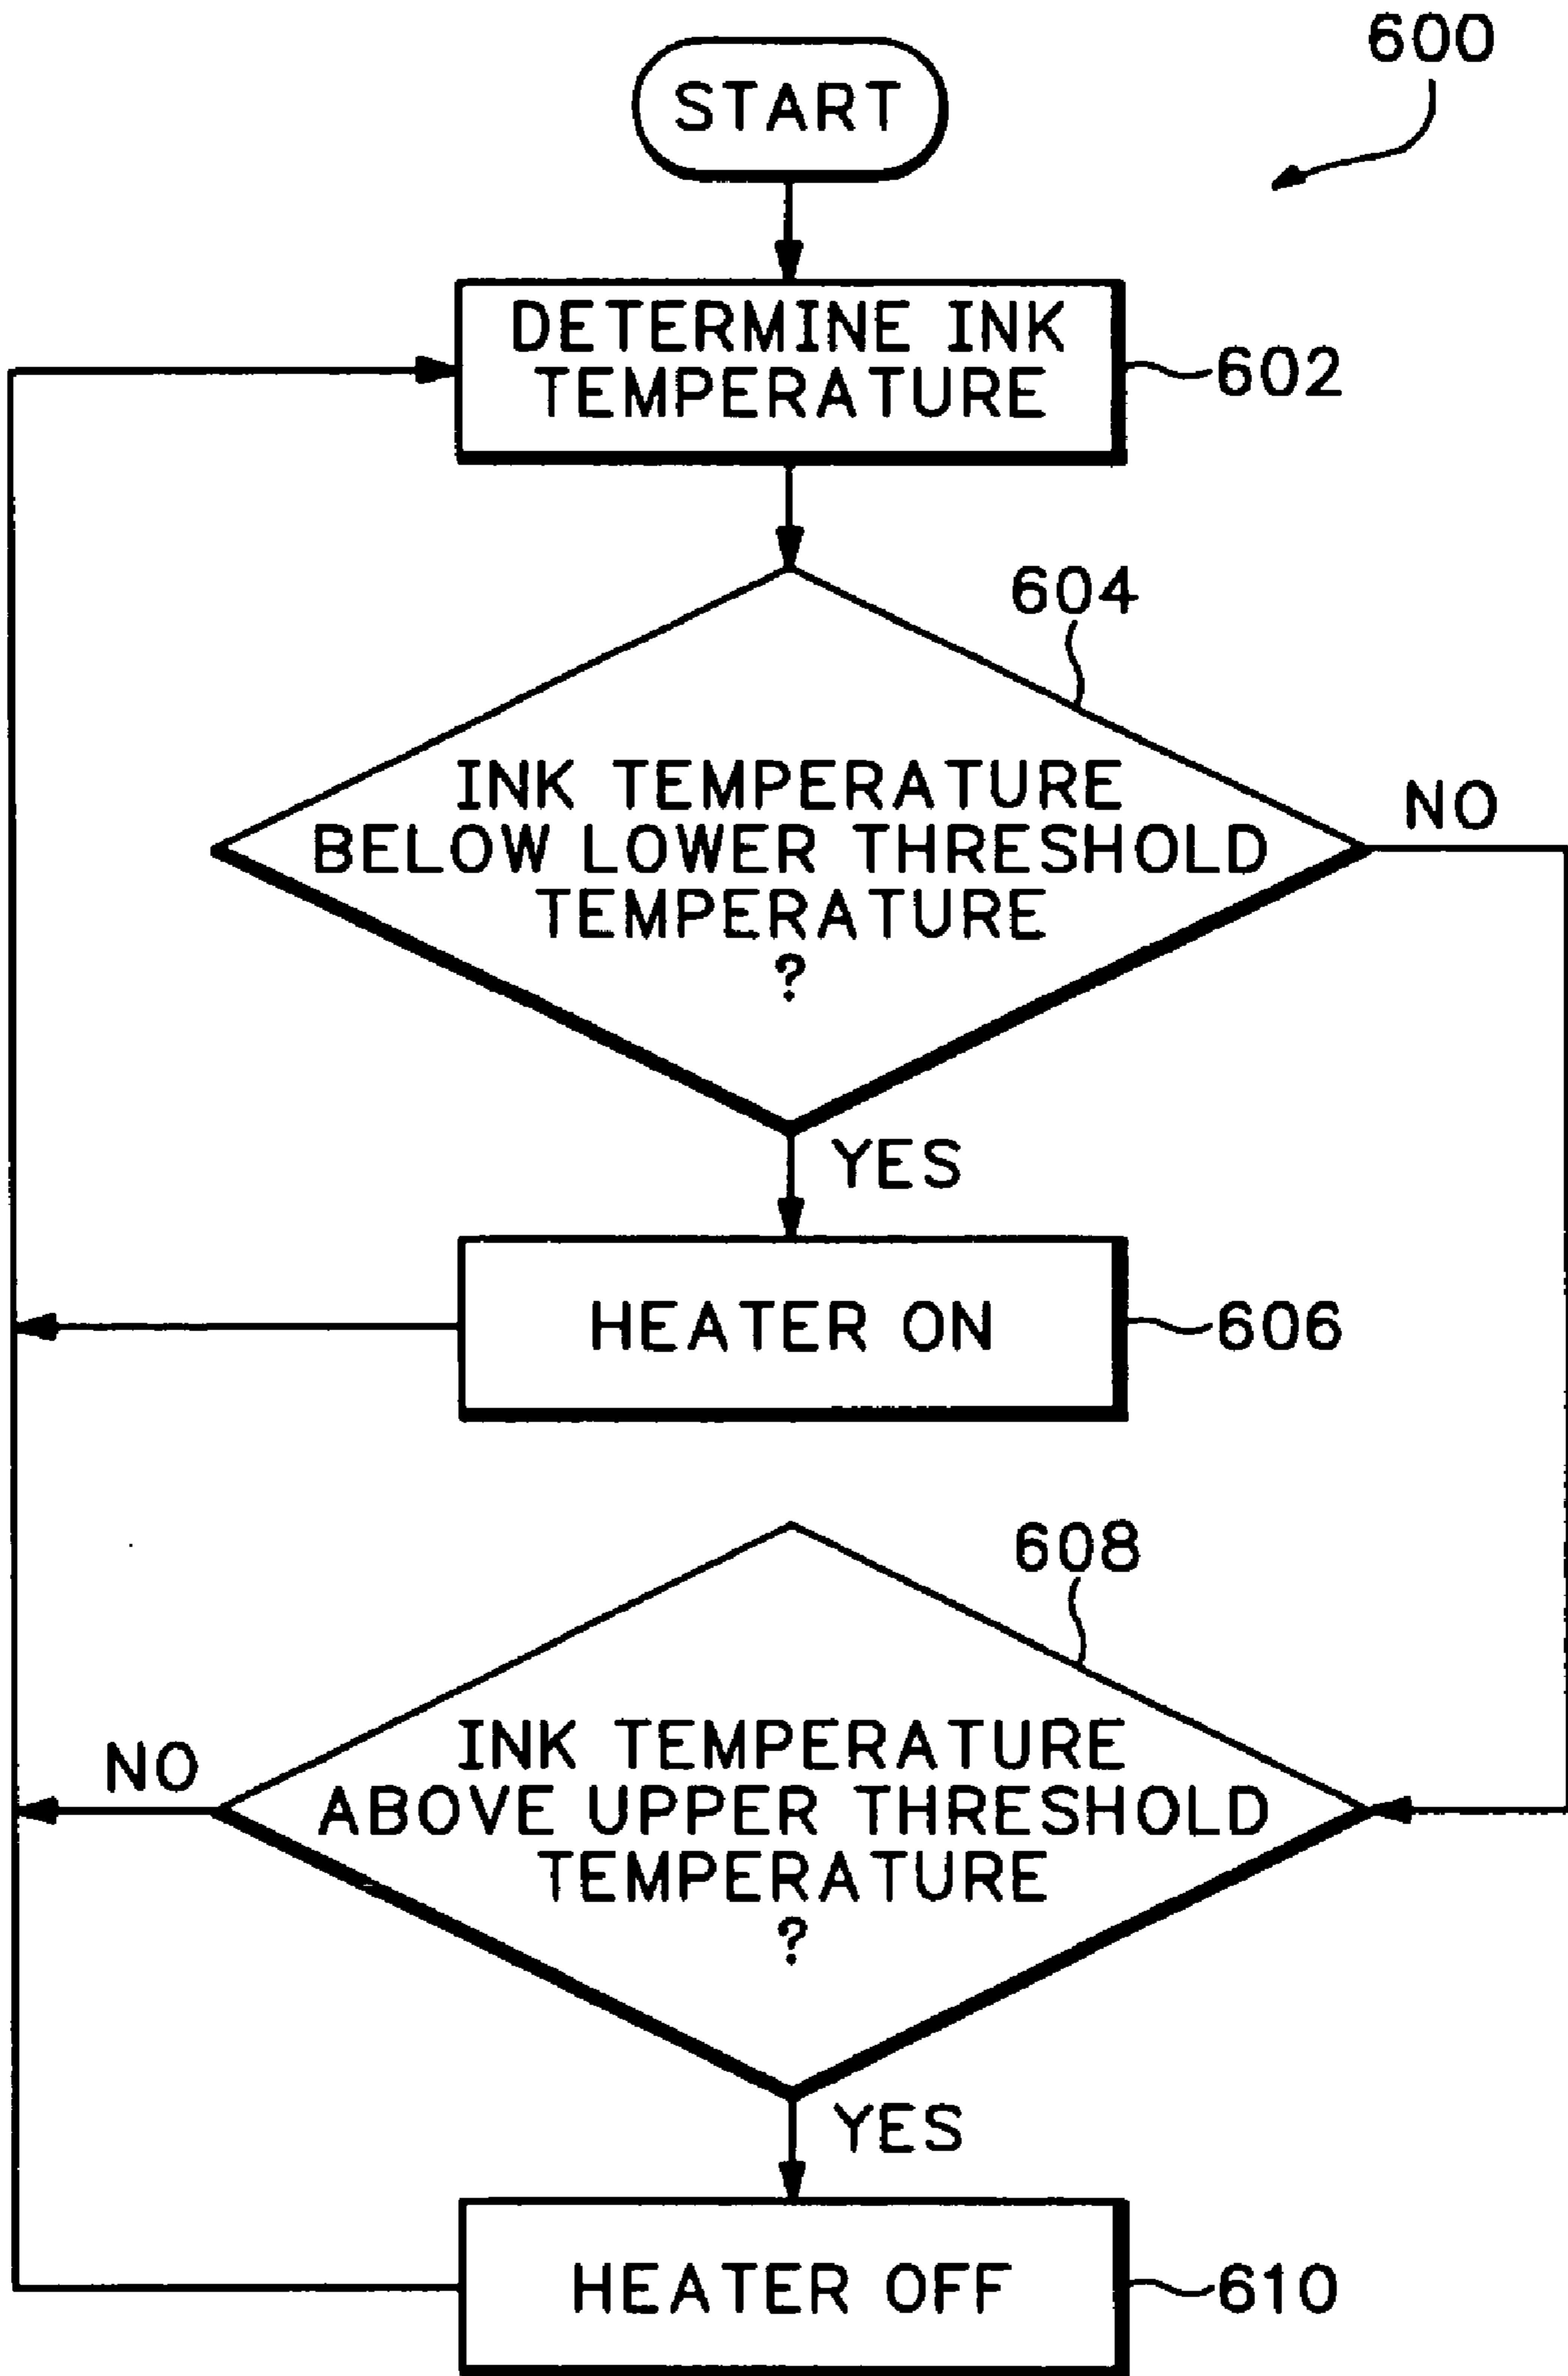 600
START
DETERMINE INK
TEMPERATURE
602
604
INK TEMPERATURE
BELOW LOWER THRESHOLD
TEMPERATURE
?
NO
YES
HEATER ON
606
608
INK TEMPERATURE
ABOVE UPPER THRESHOLD
TEMPERATURE
?
NO
YES
HEATER OFF
610